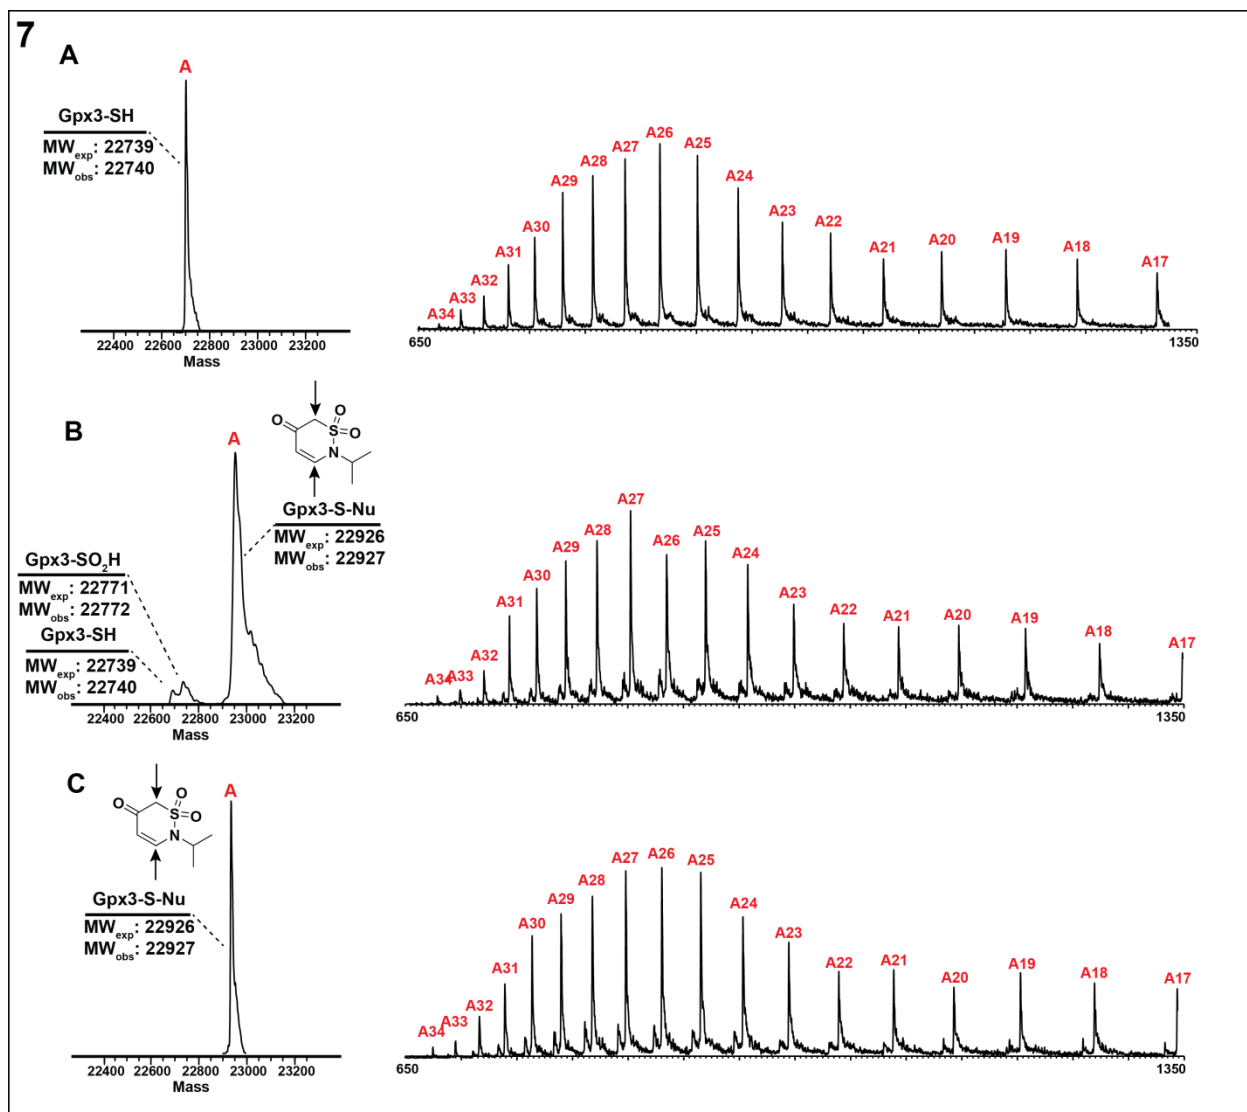 7
A
A
Gpx3-SH
MWexp: 22739
MWobs: 22740
22400 22600 22800 23000 23200
Mass
A34 A33 A32 A31 A30 A29 A28 A27 A26 A25 A24 A23 A22 A21 A20 A19 A18 A17
650 1350
B
A
O O S O N
Gpx3-S-Nu
MWexp: 22926
MWobs: 22927
Gpx3-SO2H
MWexp: 22771
MWobs: 22772
Gpx3-SH
MWexp: 22739
MWobs: 22740
22400 22600 22800 23000 23200
Mass
A34 A33 A32 A31 A30 A29 A28 A27 A26 A25 A24 A23 A22 A21 A20 A19 A18 A17
650 1350
C
A
O O S O N
Gpx3-S-Nu
MWexp: 22926
MWobs: 22927
22400 22600 22800 23000 23200
Mass
A34 A33 A32 A31 A30 A29 A28 A27 A26 A25 A24 A23 A22 A21 A20 A19 A18 A17
650 1350